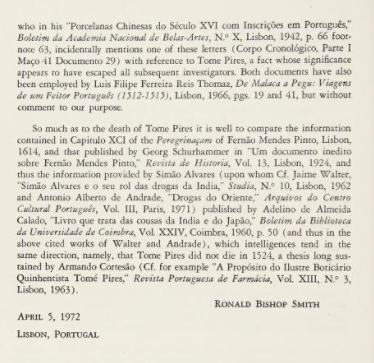 who in his "Porcelanas Chinesas do Século XVI com Inscrições em Português,"
Boletim da Academia Nacional de Belas-Artes, N.º X, Lisbon, 1942, p. 66 foot-
note 63, incidentally mentions one of these letters (Corpo Cronológico, Parte I
Maço 41 Documento 29) with reference to Tome Pires, a fact whose significance
appears to have escaped all subsequent investigators. Both documents have also
been employed by Luis Filipe Ferreira Reis Thomaz, De Malaca a Pegu: Viagens
de um Feitor Português (1512-1515), Lisbon, 1966, pgs. 19 and 41, but without
comment to our purpose.
So much as to the death of Tome Pires it is well to compare the information
contained in Capitulo XCI of the Peregrinaçam of Fernão Mendes Pinto, Lisbon,
1614, and that published by Georg Schurhammer in "Um documento inedito
sobre Fernão Mendes Pinto," Revista de Historia, Vol. 13, Lisbon, 1924, and
thus the information provided by Simão Alvares (upon whom Cf. Jaime Walter,
"Simão Alvares e o seu rol das drogas da India," Studia, N.º 10, Lisbon, 1962
and Antonio Alberto de Andrade, "Drogas do Oriente," Arquivos do Centro
Cultural Português, Vol. III, Paris, 1971) published by Adelino de Almeida
Calado, "Livro que trata das cousas da India e do Japão," Boletim da Biblioteca
da Universidade de Coimbra, Vol. XXIV, Coimbra, 1960, p. 50 (and thus in the
above cited works of Walter and Andrade), which intelligences tend in the
same direction, namely, that Tome Pires did not die in 1524, a thesis long sus-
tained by Armando Cortesão (Cf. for example "A Propósito do Ilustre Boticário
Quinhentista Tomé Pires," Revista Portuguesa de Farmácia, Vol. XIII, N.º 3,
Lisbon, 1963).
RONALD BISHOP SMITH
APRIL 5, 1972
LISBON, PORTUGAL